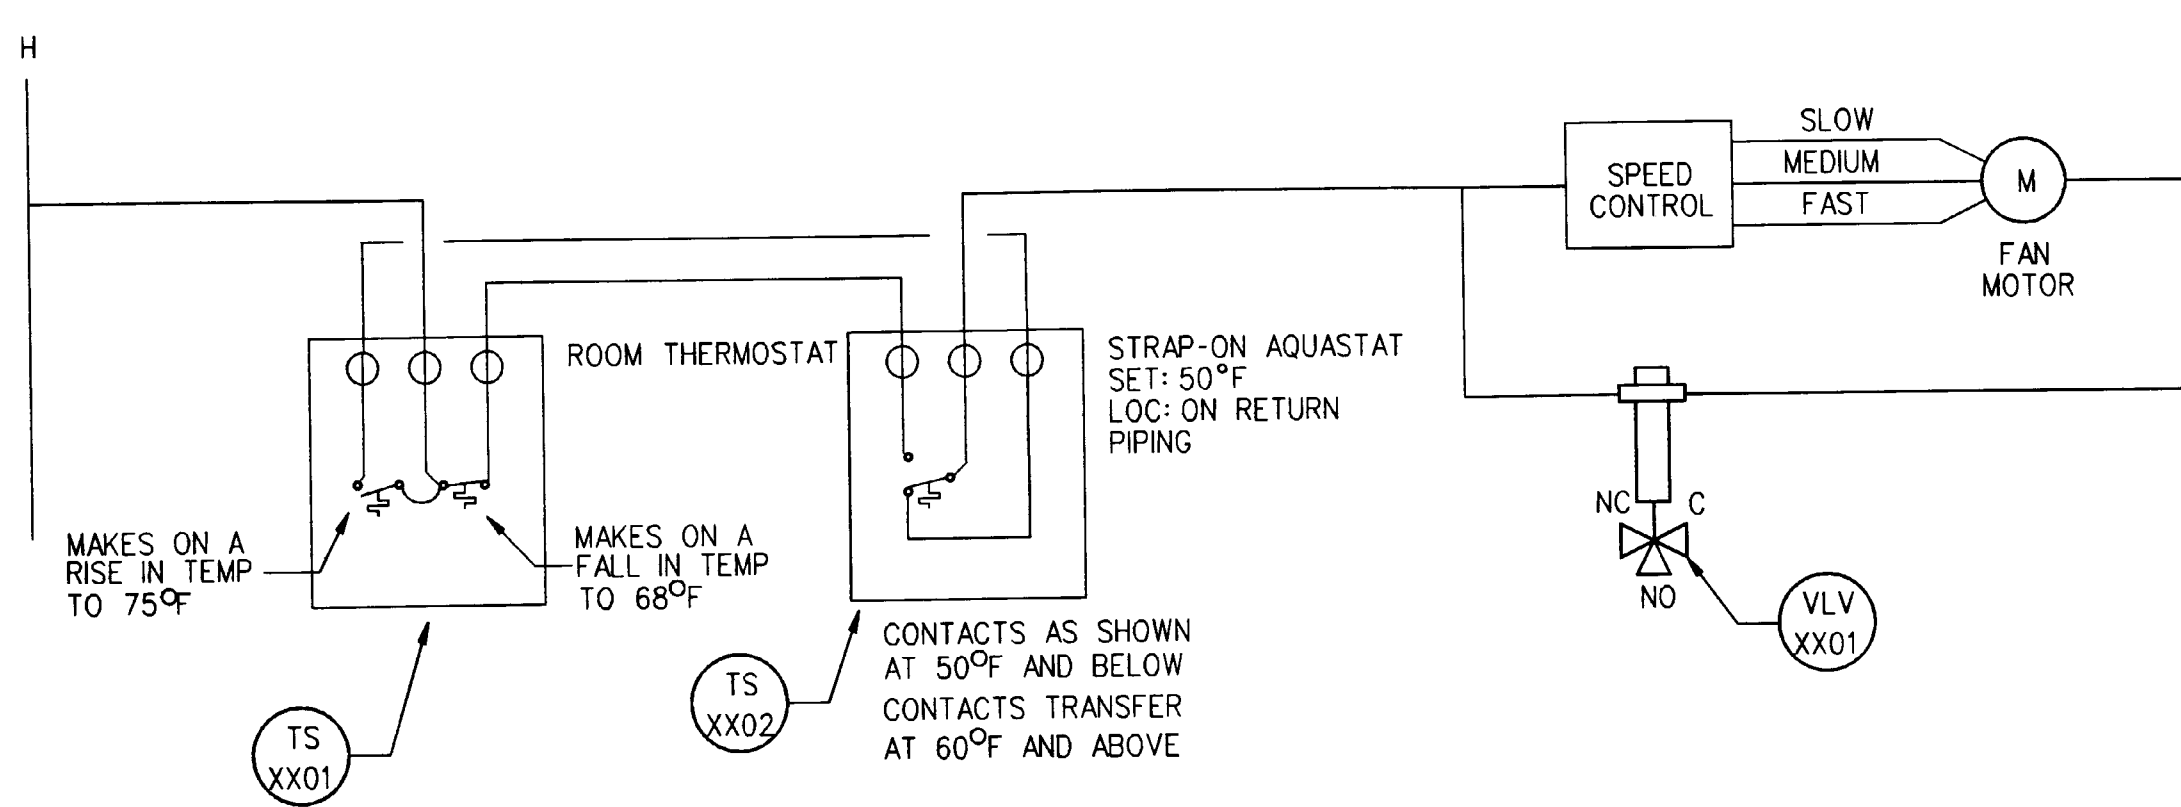 H
SLOW
MEDIUM
FAST
SPEED
CONTROL
M
FAN
MOTOR
ROOM THERMOSTAT
STRAP-ON AQUASTAT
SET: 50°F
LOC: ON RETURN
PIPING
MAKES ON A
RISE IN TEMP
TO 75°F
MAKES ON A
FALL IN TEMP
TO 68°F
NC
C
NO
VLV
XX01
CONTACTS AS SHOWN
AT 50°F AND BELOW
CONTACTS TRANSFER
AT 60°F AND ABOVE
TS
XX02
TS
XX01